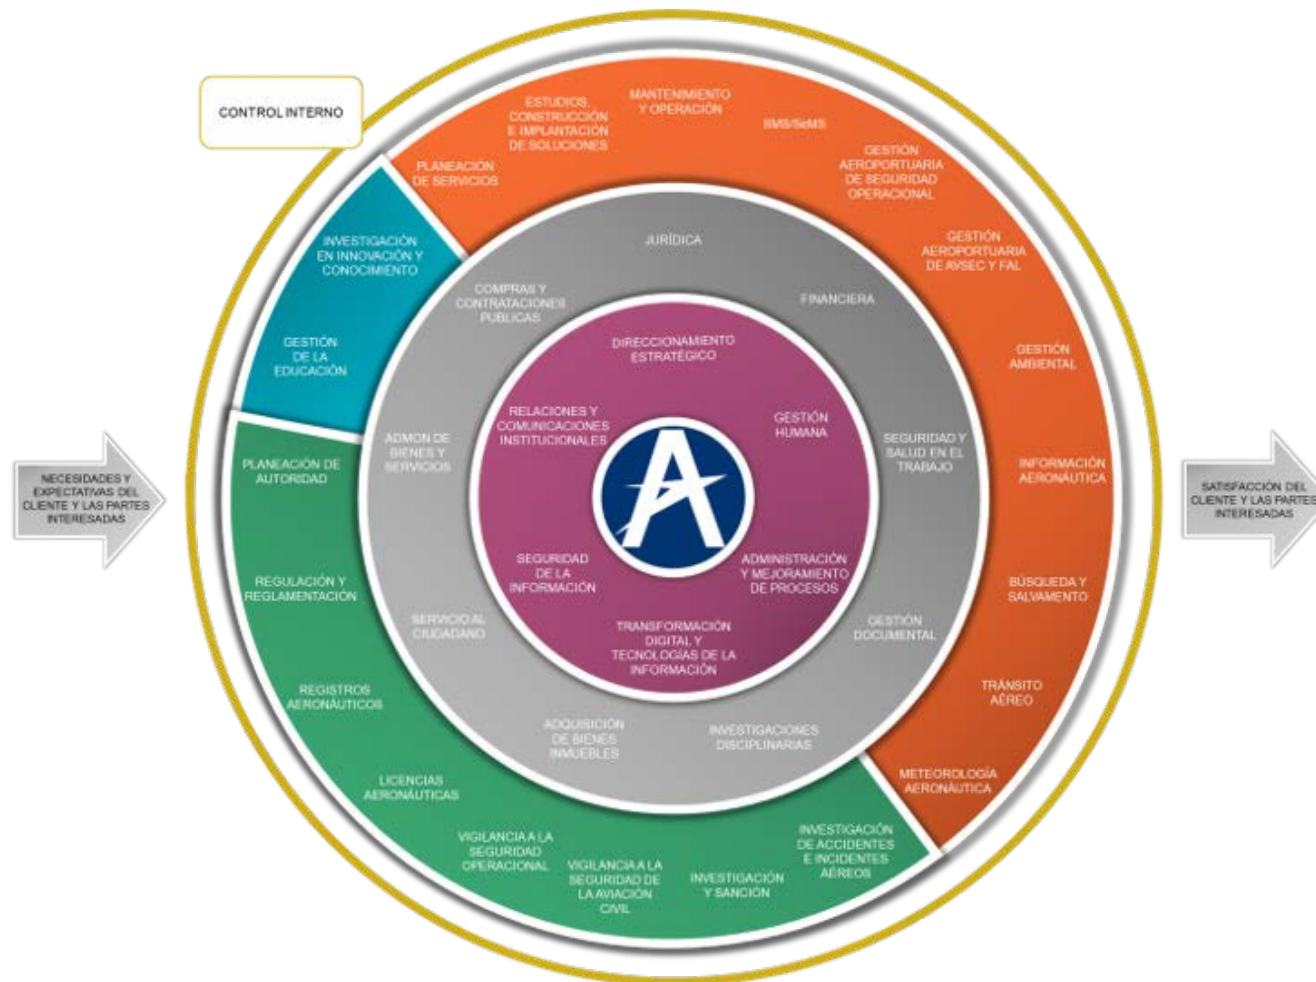 CONTROL INTERNO
ESTUDIOS,
CONSTRUCCIÓN
E IMPLANTACIÓN
DE SOLUCIONES
MANTENIMIENTO
Y OPERACIÓN
SMS/SeMS
PLANEACIÓN
DE SERVICIOS
GESTIÓN
AEROPORTUARIA
DE SEGURIDAD
OPERACIONAL
GESTIÓN
AEROPORTUARIA
DE AVSEC Y FAL
GESTIÓN
AMBIENTAL
INFORMACIÓN
AERONÁUTICA
BÚSQUEDA Y
SALVAMENTO
TRÁNSITO
AÉREO
METEOROLOGÍA
AERONÁUTICA
INVESTIGACIÓN
EN INNOVACIÓN Y
CONOCIMIENTO
GESTIÓN
DE LA
EDUCACIÓN
PLANEACIÓN DE
AUTORIDAD
REGULACIÓN Y
REGLAMENTACIÓN
REGISTROS
AERONÁUTICOS
LICENCIAS
AERONÁUTICAS
VIGILANCIA A LA
SEGURIDAD
OPERACIONAL
VIGILANCIA A LA
SEGURIDAD DE
LA AVIACIÓN
CIVIL
INVESTIGACIÓN
Y SANCION
INVESTIGACIÓN
DE ACCIDENTES
E INCIDENTES
AÉREOS
JURÍDICA
COMPRAS Y
CONTRATACIONES
PUBLICAS
FINANCIERA
ADMON DE
BIENES Y
SERVICIOS
SEGURIDAD Y
SALUD EN EL
TRABAJO
SERVICIO AL
CIUDADANO
GESTIÓN
DOCUMENTAL
ADQUISICIÓN
DE BIENES
INMUEBLES
INVESTIGACIONES
DISCIPLINARIAS
DIRECCIONAMIENTO
ESTRATÉGICO
RELACIONES Y
COMUNICACIONES
INSTITUCIONALES
GESTIÓN
HUMANA
A
SEGURIDAD
DE LA
INFORMACIÓN
ADMINISTRACIÓN
Y MEJORAMIENTO
DE PROCESOS
TRANSFORMACIÓN
DIGITAL Y
TECNOLOGÍAS DE LA
INFORMACIÓN
NECESIDADES Y
EXPECTATIVAS DEL
CLIENTE Y LAS PARTES
INTERESADAS
SATISFACCIÓN DEL
CLIENTE Y LAS PARTES
INTERESADAS